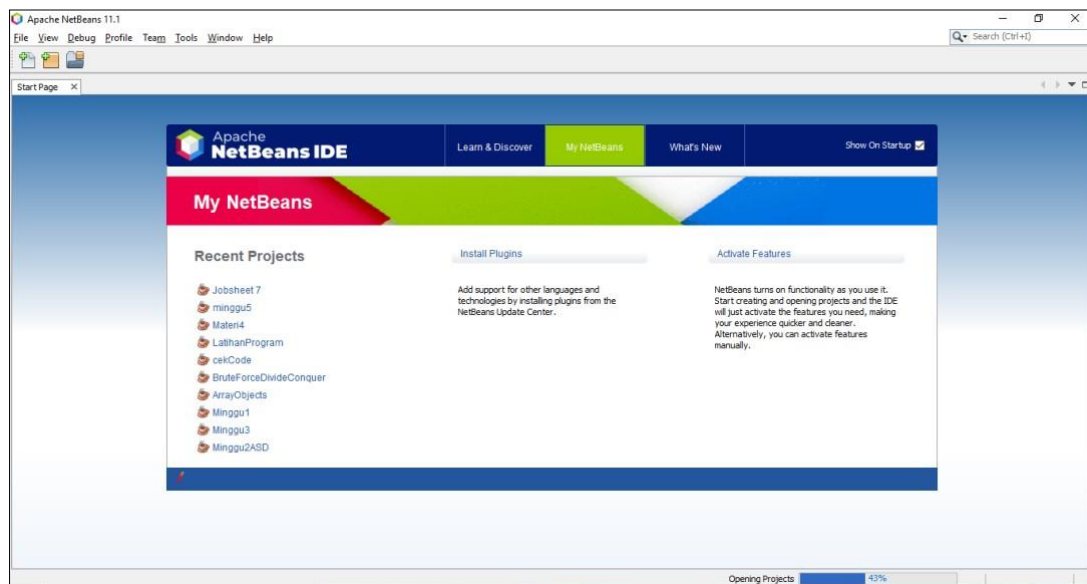 Apache NetBeans 11.1
File View Debug Profile Team Tools Window Help
Search (Ctrl+I)
Start Page
Apache
NetBeans IDE
Learn & Discover
My NetBeans
What's New
Show On Startup
My NetBeans
Recent Projects
Jobsheet 7
minggu5
Materi4
LatihanProgram
cekCode
BruteForceDivideConquer
ArrayObjects
Minggu1
Minggu3
Minggu2ASD
Install Plugins
Add support for other languages and
technologies by installing plugins from the
NetBeans Update Center.
Activate Features
NetBeans turns on functionality as you use it.
Start creating and opening projects and the IDE
will just activate the features you need, making
your experience quicker and cleaner.
Alternatively, you can activate features
manually.
Opening Projects
43%